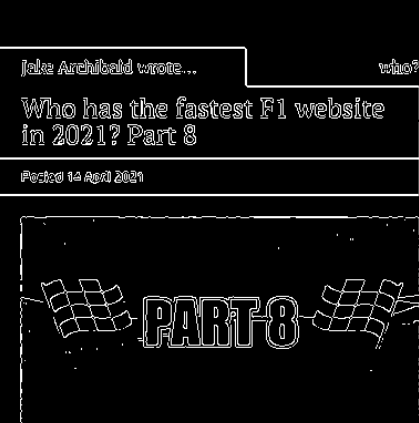 Jake Archibald wrote...
who?
Who has the fastest F1 website
in 2021? Part 8
Posted 14 April 2021
PART 8